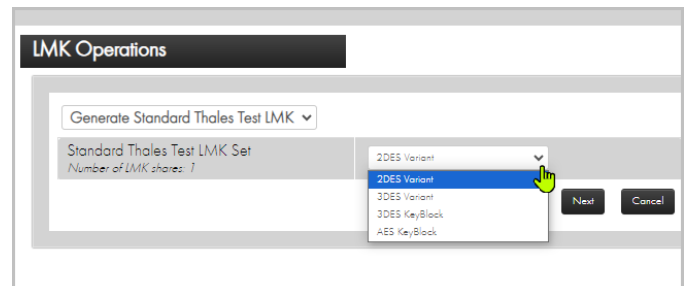 LMK Operations
Generate Standard Thales Test LMK
Standard Thales Test LMK Set
Number of LMK shares: 1
2DES Variant
2DES Variant
3DES Variant
3DES KeyBlock
AES KeyBlock
Next
Cancel